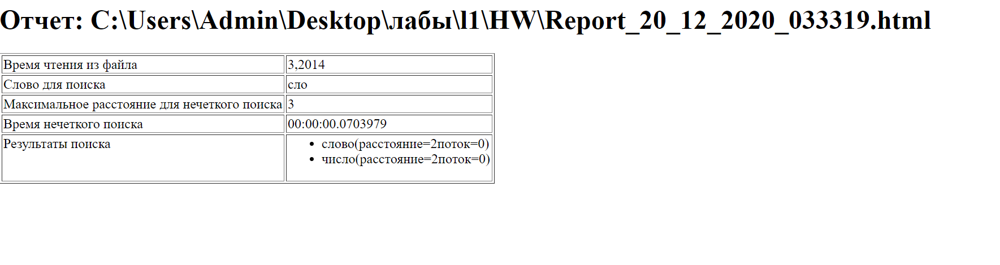 Отчет: C:\Users\Admin\Desktop\лабы\l1\HW\Report_20_12_2020_033319.html
Время чтения из файла 3,2014
Слово для поиска сло
Максимальное расстояние для нечеткого поиска 3
Время нечеткого поиска 00:00:00.0703979
Результаты поиска • слово(расстояние=2поток=0)
• число(расстояние=2поток=0)